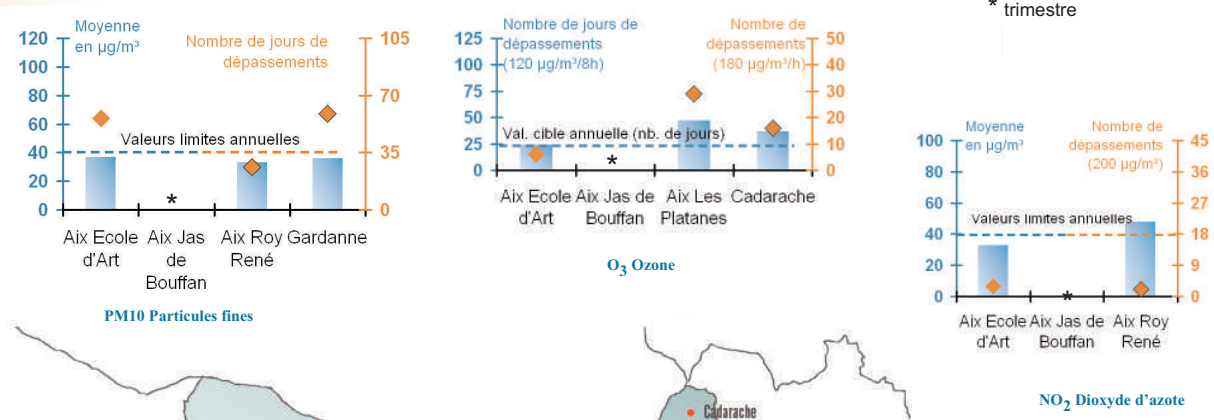 * trimestre
Moyenne
en µg/m³
Nombre de jours de
dépassements
120
100
80
60
40
20
0
105
70
35
0
Valeurs limites annuelles
*
Aix Ecole
d'Art
Aix Jas
de
Bouffan
Aix Roy
René
Gardanne
PM10 Particules fines
Nombre de jours de
dépassements
(120 µg/m³/8h)
Nombre de
dépassements
(180 µg/m³/h)
125
100
75
50
25
0
50
40
30
20
10
0
Val. cible annuelle (nb. de jours)
*
Aix Ecole
d'Art
Aix Jas de
Bouffan
Aix Les
Platanes
Cadarache
O3 Ozone
Moyenne
en µg/m³
Nombre de
dépassements
(200 µg/m³)
100
80
60
40
20
0
45
36
27
18
9
0
Valeurs limites annuelles
*
Aix Ecole
d'Art
Aix Jas de
Bouffan
Aix Roy
René
NO2 Dioxyde d'azote
Cadarache